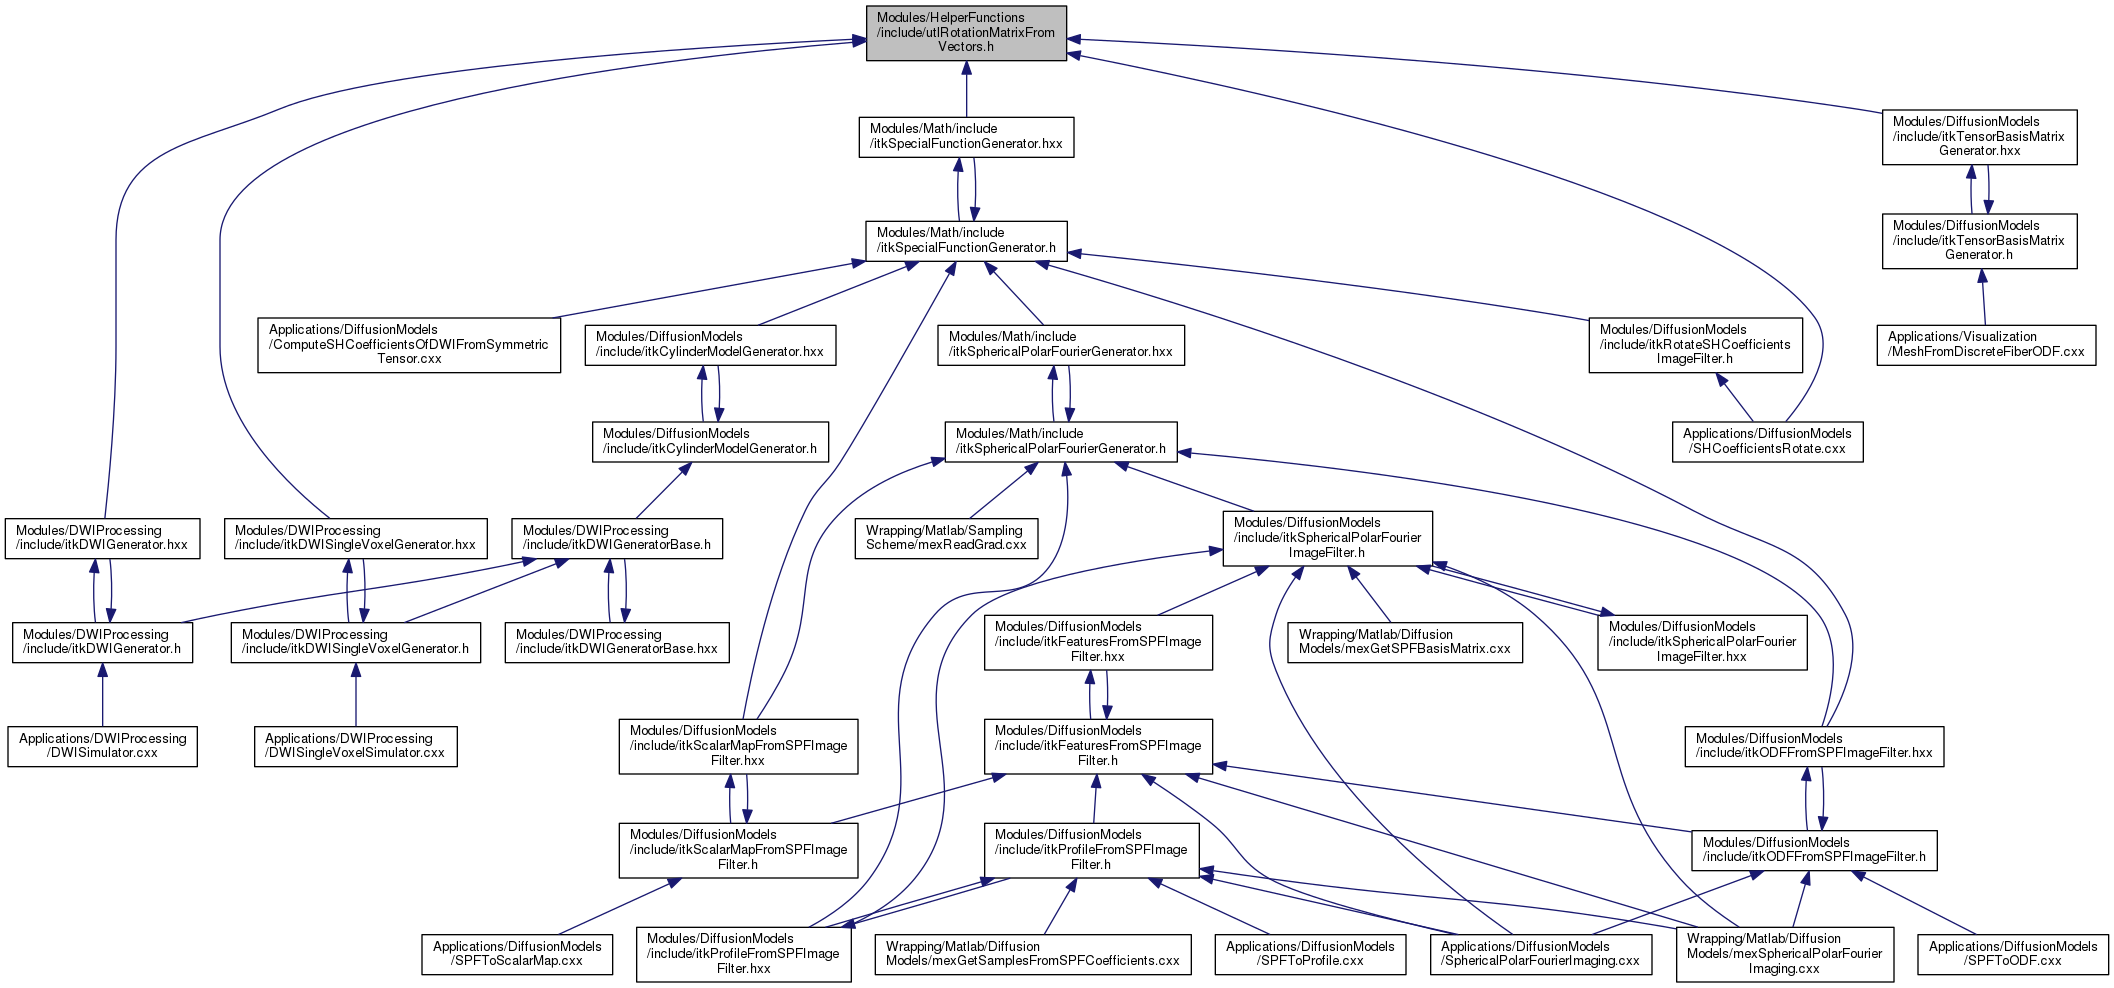 Modules/HelperFunctions
/include/utlRotationMatrixFrom
Vectors.h
Modules/Math/include
/itkSpecialFunctionGenerator.hxx
Modules/DiffusionModels
/include/itkTensorBasisMatrix
Generator.hxx
Modules/Math/include
/itkSpecialFunctionGenerator.h
Modules/DiffusionModels
/include/itkTensorBasisMatrix
Generator.h
Applications/DiffusionModels
/ComputeSHCoefficientsOfDWIFromSymmetric
Tensor.cxx
Modules/DiffusionModels
/include/itkCylinderModelGenerator.hxx
Modules/Math/include
/itkSphericalPolarFourierGenerator.hxx
Modules/DiffusionModels
/include/itkRotateSHCoefficients
ImageFilter.h
Applications/Visualization
/MeshFromDiscreteFiberODF.cxx
Modules/DiffusionModels
/include/itkCylinderModelGenerator.h
Modules/Math/include
/itkSphericalPolarFourierGenerator.h
Applications/DiffusionModels
/SHCoefficientsRotate.cxx
Modules/DWIProcessing
/include/itkDWIGenerator.hxx
Modules/DWIProcessing
/include/itkDWISingleVoxelGenerator.hxx
Modules/DWIProcessing
/include/itkDWIGeneratorBase.h
Wrapping/Matlab/Sampling
Scheme/mexReadGrad.cxx
Modules/DiffusionModels
/include/itkSphericalPolarFourier
ImageFilter.h
Modules/DWIProcessing
/include/itkDWIGenerator.h
Modules/DWIProcessing
/include/itkDWISingleVoxelGenerator.h
Modules/DWIProcessing
/include/itkDWIGeneratorBase.hxx
Modules/DiffusionModels
/include/itkFeaturesFromSPFImage
Filter.hxx
Wrapping/Matlab/Diffusion
Models/mexGetSPFBasisMatrix.cxx
Modules/DiffusionModels
/include/itkSphericalPolarFourier
ImageFilter.hxx
Applications/DWIProcessing
/DWISimulator.cxx
Applications/DWIProcessing
/DWISingleVoxelSimulator.cxx
Modules/DiffusionModels
/include/itkScalarMapFromSPFImage
Filter.hxx
Modules/DiffusionModels
/include/itkFeaturesFromSPFImage
Filter.h
Modules/DiffusionModels
/include/itkODFFromSPFImageFilter.hxx
Modules/DiffusionModels
/include/itkScalarMapFromSPFImage
Filter.h
Modules/DiffusionModels
/include/itkProfileFromSPFImage
Filter.h
Modules/DiffusionModels
/include/itkODFFromSPFImageFilter.h
Applications/DiffusionModels
/SPFToScalarMap.cxx
Modules/DiffusionModels
/include/itkProfileFromSPFImage
Filter.hxx
Wrapping/Matlab/Diffusion
Models/mexGetSamplesFromSPFCoefficients.cxx
Applications/DiffusionModels
/SPFToProfile.cxx
Applications/DiffusionModels
/SphericalPolarFourierImaging.cxx
Wrapping/Matlab/Diffusion
Models/mexSphericalPolarFourier
Imaging.cxx
Applications/DiffusionModels
/SPFToODF.cxx